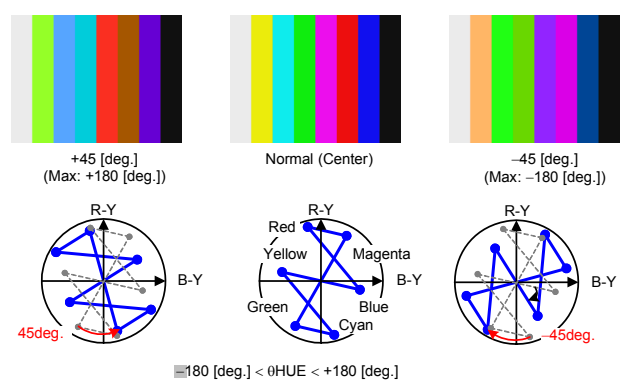 +45 [deg.]
(Max: +180 [deg.])
Normal (Center)
−45 [deg.]
(Max: −180 [deg.])
R-Y
B-Y
45deg.
R-Y
Red
Yellow
Magenta
B-Y
Green
Blue
Cyan
R-Y
B-Y
−45deg.
−180 [deg.] < θHUE < +180 [deg.]